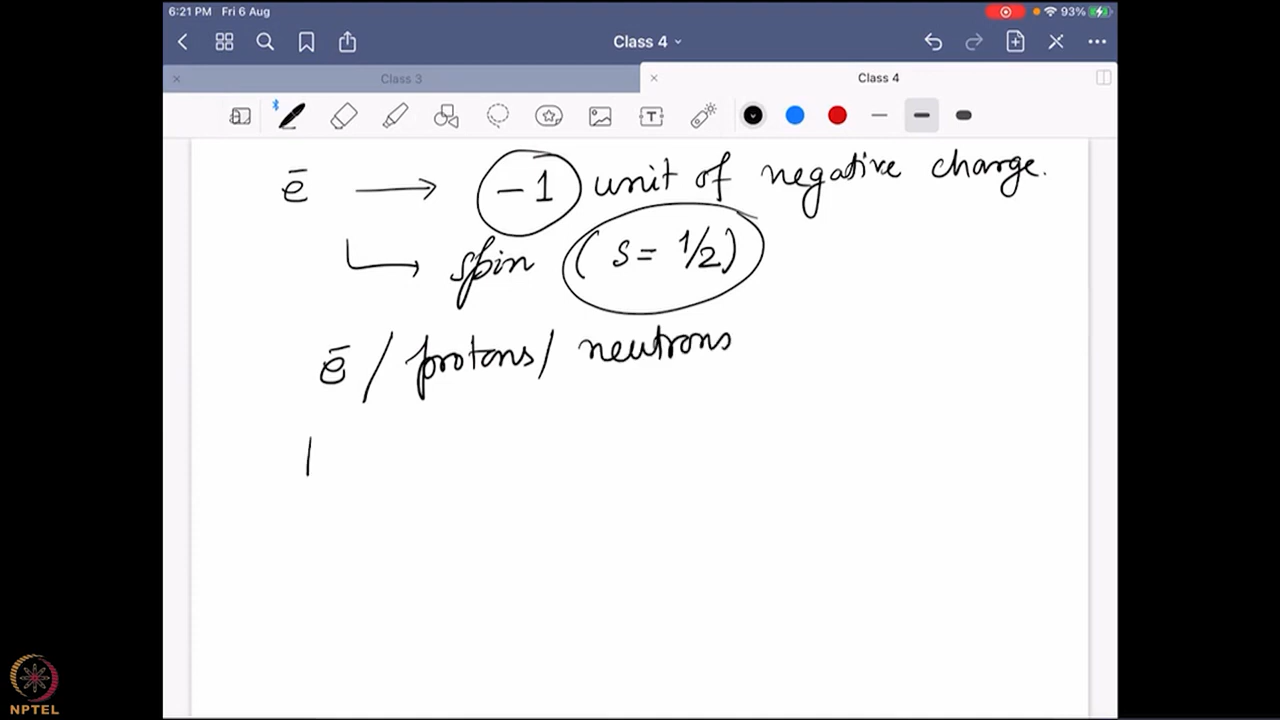 6:21 PM Fri 6 Aug
93%
Class 4
Class 3
Class 4
T
ē → -1 unit of negative charge.
↳ spin (s = 1/2)
ē / protons / neutrons
NPTEL